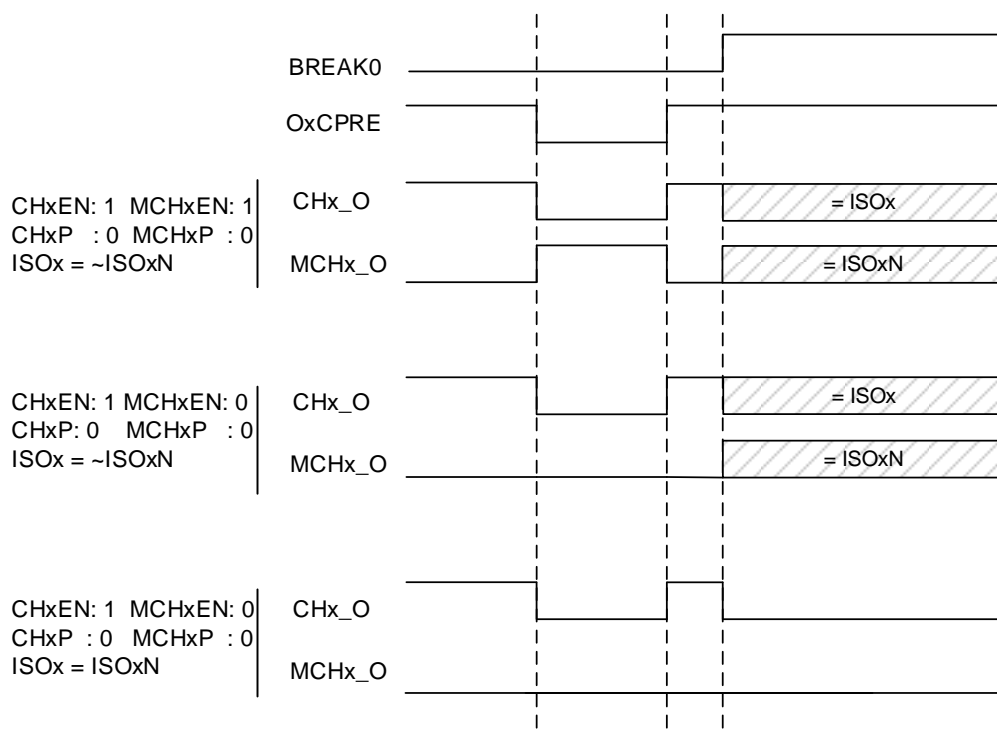 BREAK0
OxCPRE
CHxEN: 1 MCHxEN: 1
CHxP : 0 MCHxP : 0
ISOx = ~ISOxN
CHx_O
= ISOx
MCHx_O
= ISOxN
CHxEN: 1 MCHxEN: 0
CHxP: 0 MCHxP : 0
ISOx = ~ISOxN
CHx_O
= ISOx
MCHx_O
= ISOxN
CHxEN: 1 MCHxEN: 0
CHxP : 0 MCHxP : 0
ISOx = ISOxN
CHx_O
MCHx_O